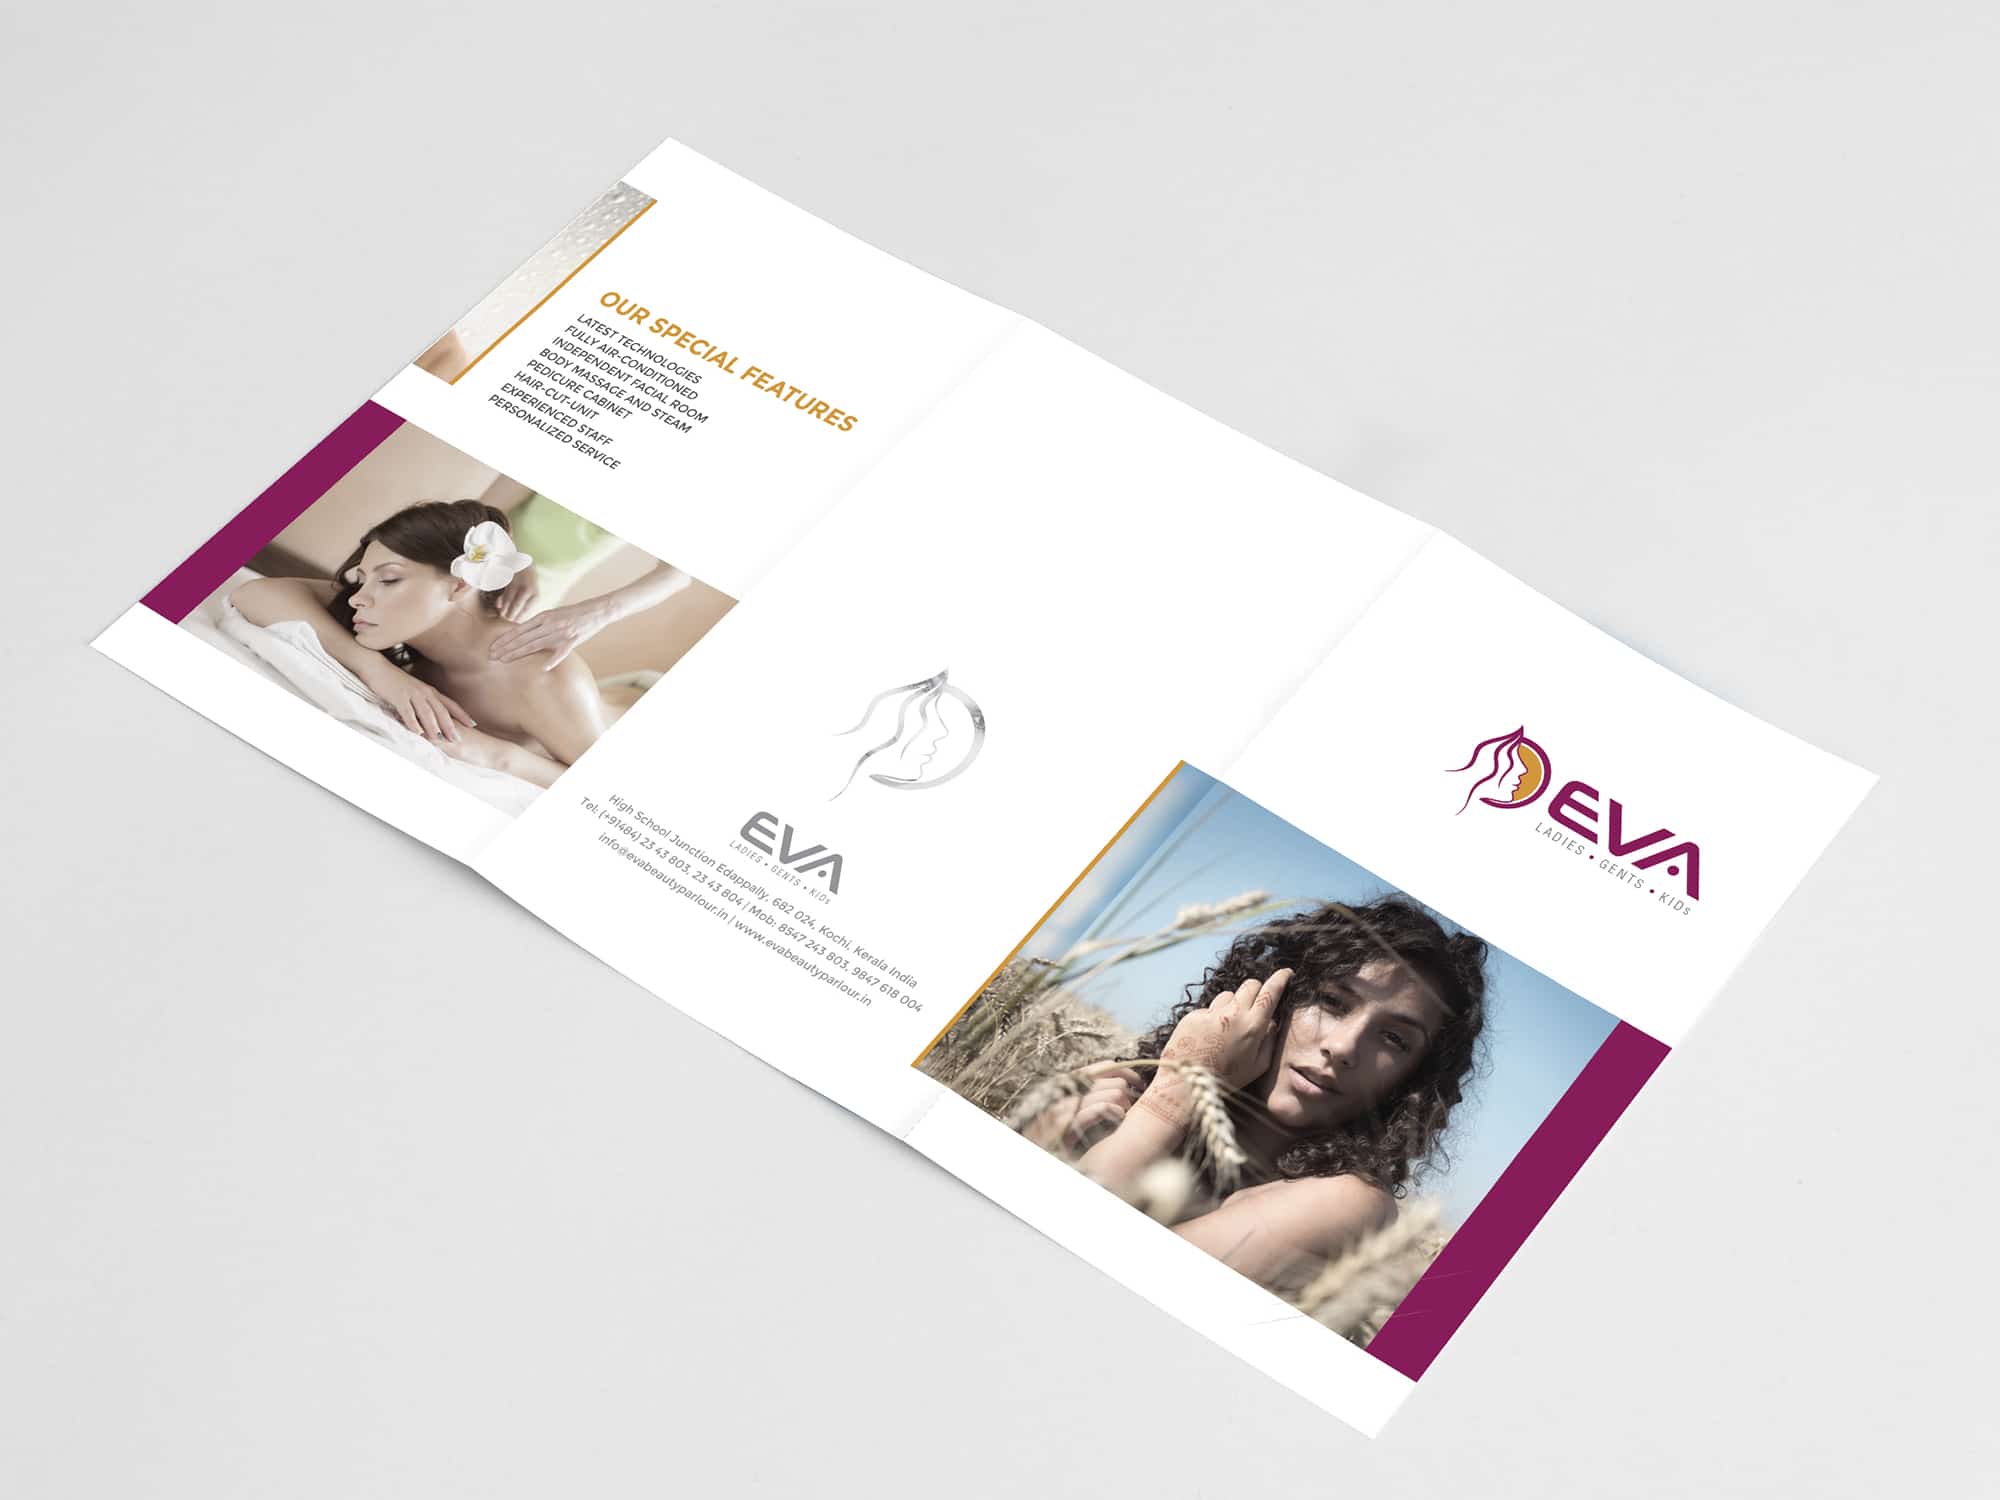 OUR SPECIAL FEATURES
LATEST TECHNOLOGIES
FULLY AIR-CONDITIONED
INDEPENDENT FACIAL ROOM
BODY MASSAGE AND STEAM
PEDICURE CABINET
HAIR-CUT-UNIT
EXPERIENCED STAFF
PERSONALIZED SERVICE
EVA
LADIES • GENTS • KIDs
High School Junction Edappally, 682 024, Kochi. Kerala India
Tel: (+91484) 23 43 803, 23 43 804 | Mob: 8547 243 803, 9847 618 004
info@evabeautyparlour.in | www.evabeautyparlour.in
EVA
LADIES • GENTS • KIDs